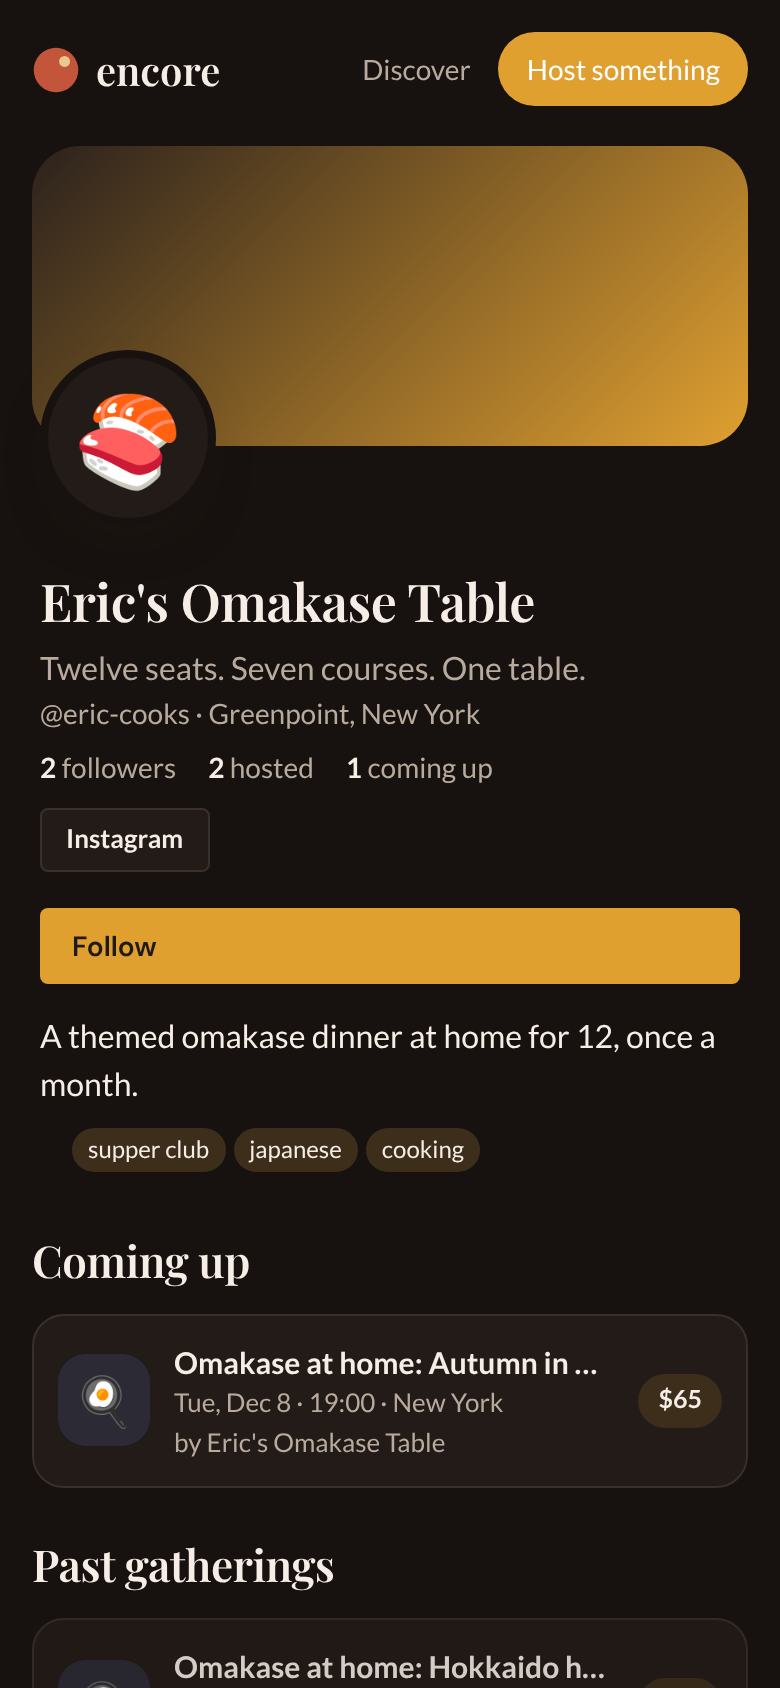 encore
Discover
Host something
Eric's Omakase Table
Twelve seats. Seven courses. One table.
@eric-cooks · Greenpoint, New York
2 followers 2 hosted 1 coming up
Instagram
Follow
A themed omakase dinner at home for 12, once a
month.
supper club japanese cooking
Coming up
Omakase at home: Autumn in ...
Tue, Dec 8 · 19:00 · New York
by Eric's Omakase Table
$65
Past gatherings
Omakase at home: Hokkaido h...